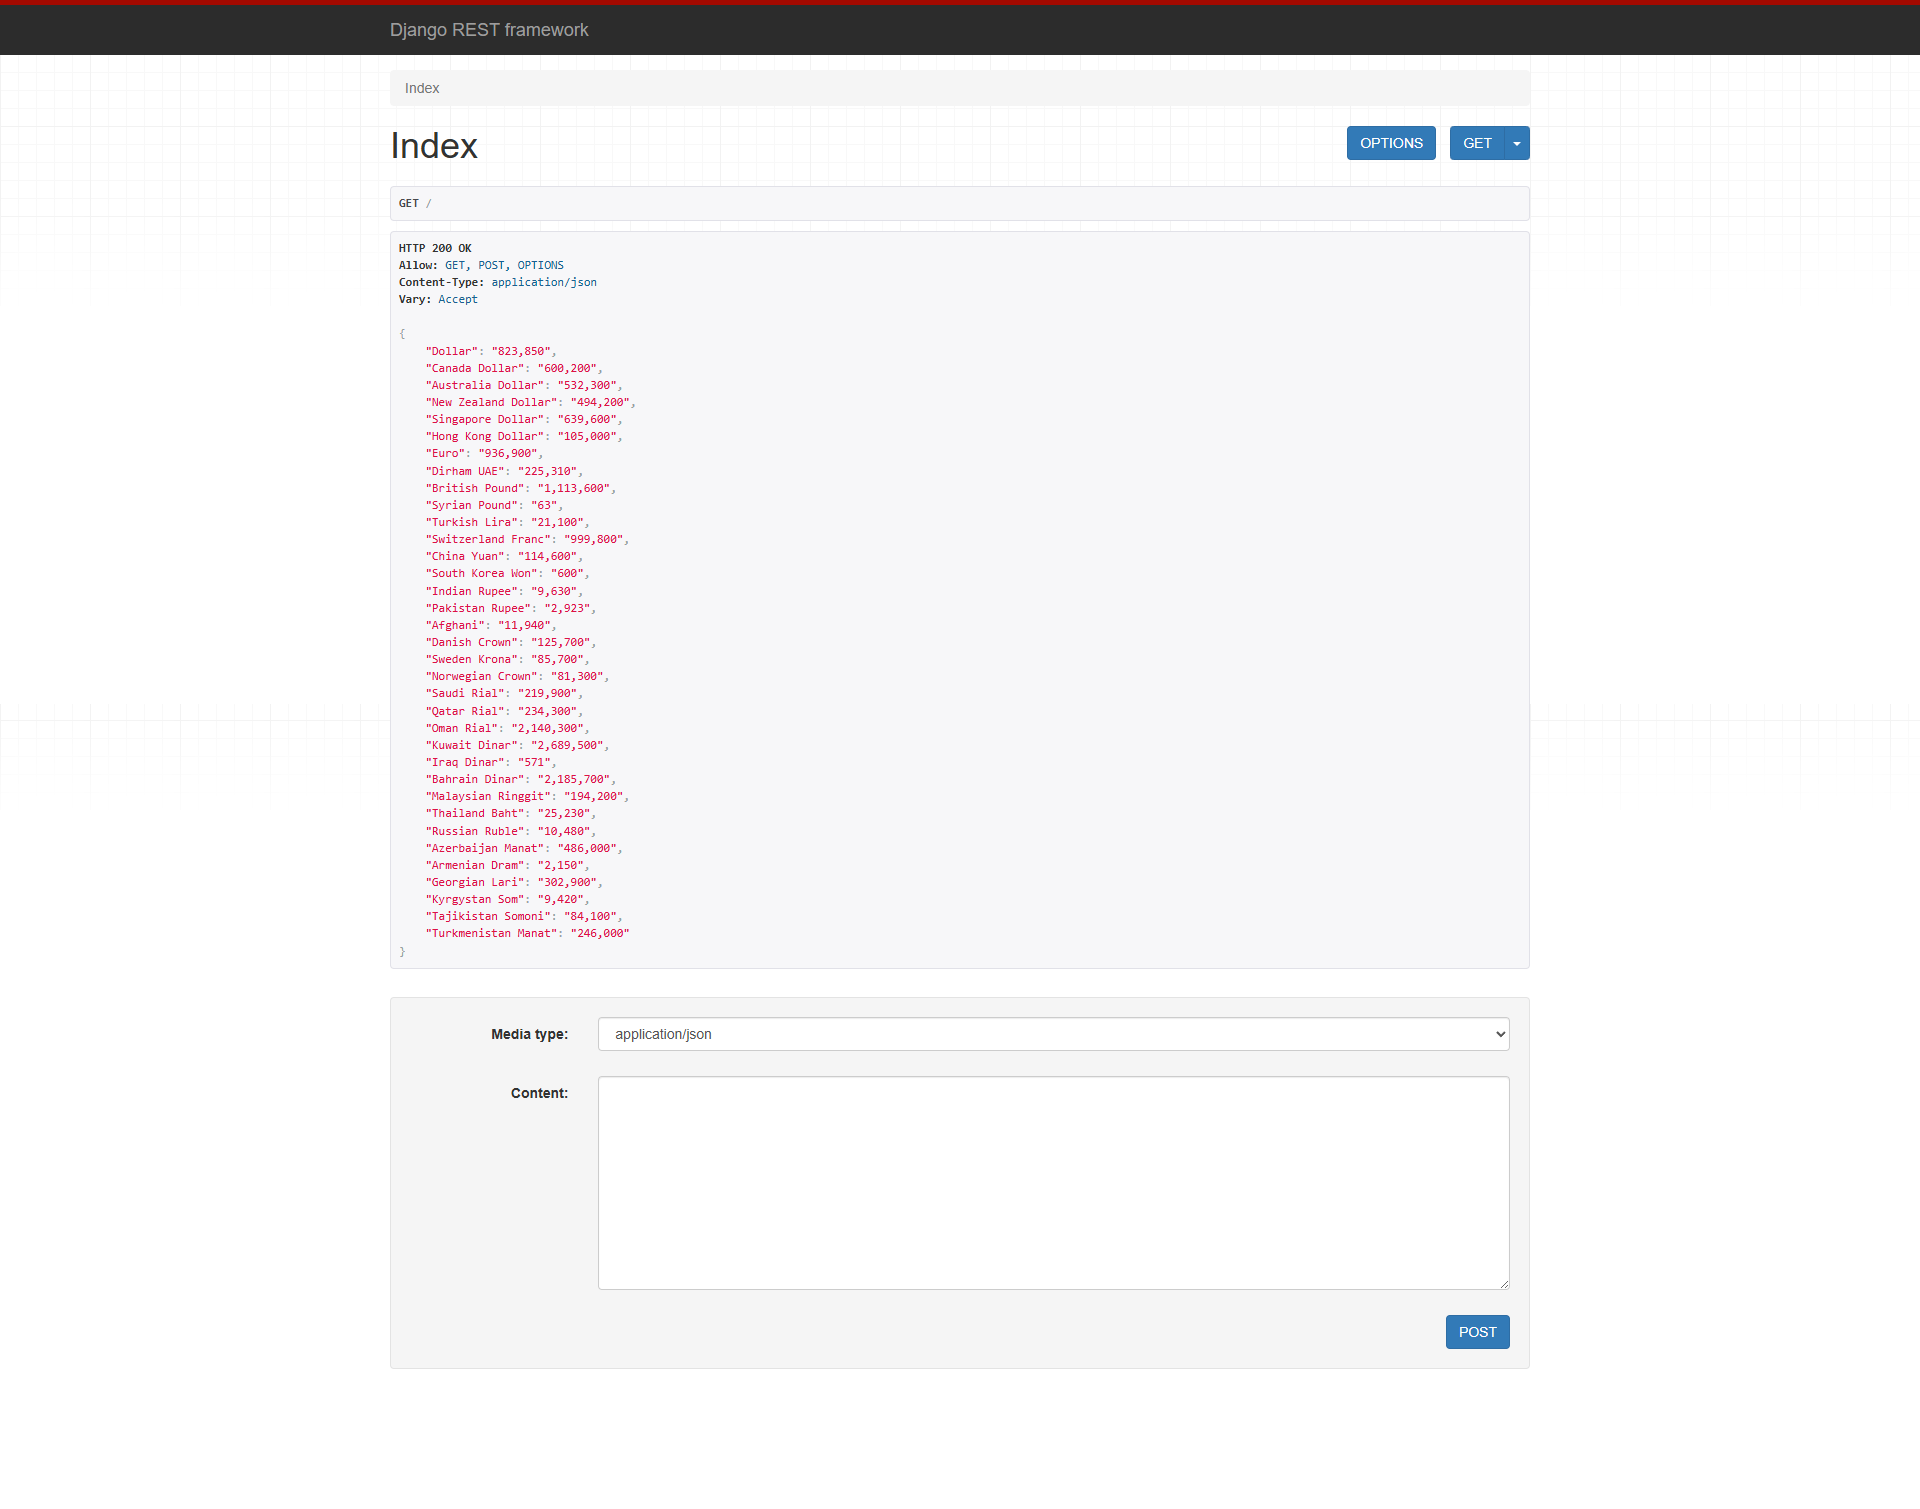 Django REST framework
Index
Index
OPTIONS
GET
GET /
HTTP 200 OK
Allow: GET, POST, OPTIONS
Content-Type: application/json
Vary: Accept
{
    "Dollar": "823,850",
    "Canada Dollar": "600,200",
    "Australia Dollar": "532,300",
    "New Zealand Dollar": "494,200",
    "Singapore Dollar": "639,600",
    "Hong Kong Dollar": "105,000",
    "Euro": "936,900",
    "Dirham UAE": "225,310",
    "British Pound": "1,113,600",
    "Syrian Pound": "63",
    "Turkish Lira": "21,100",
    "Switzerland Franc": "999,800",
    "China Yuan": "114,600",
    "South Korea Won": "600",
    "Indian Rupee": "9,630",
    "Pakistan Rupee": "2,923",
    "Afghani": "11,940",
    "Danish Crown": "125,700",
    "Sweden Krona": "85,700",
    "Norwegian Crown": "81,300",
    "Saudi Rial": "219,900",
    "Qatar Rial": "234,300",
    "Oman Rial": "2,140,300",
    "Kuwait Dinar": "2,689,500",
    "Iraq Dinar": "571",
    "Bahrain Dinar": "2,185,700",
    "Malaysian Ringgit": "194,200",
    "Thailand Baht": "25,230",
    "Russian Ruble": "10,480",
    "Azerbaijan Manat": "486,000",
    "Armenian Dram": "2,150",
    "Georgian Lari": "302,900",
    "Kyrgystan Som": "9,420",
    "Tajikistan Somoni": "84,100",
    "Turkmenistan Manat": "246,000"
}
Media type:
application/json
Content:
POST